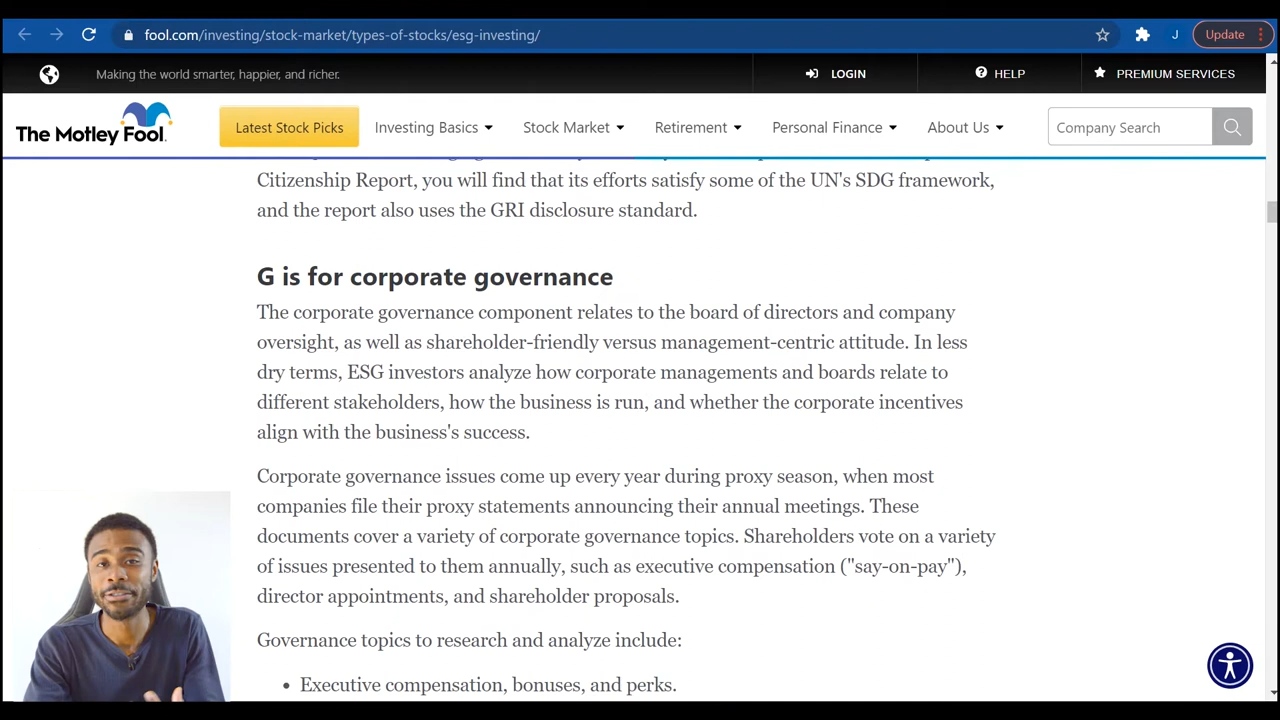 fool.com/investing/stock-market/types-of-stocks/esg-investing/
J
Update
Making the world smarter, happier, and richer.
LOGIN
HELP
PREMIUM SERVICES
The Motley Fool.
Latest Stock Picks
Investing Basics
Stock Market
Retirement
Personal Finance
About Us
Company Search
Citizenship Report, you will find that its efforts satisfy some of the UN's SDG framework,
and the report also uses the GRI disclosure standard.
G is for corporate governance
The corporate governance component relates to the board of directors and company
oversight, as well as shareholder-friendly versus management-centric attitude. In less
dry terms, ESG investors analyze how corporate managements and boards relate to
different stakeholders, how the business is run, and whether the corporate incentives
align with the business's success.
Corporate governance issues come up every year during proxy season, when most
companies file their proxy statements announcing their annual meetings. These
documents cover a variety of corporate governance topics. Shareholders vote on a variety
of issues presented to them annually, such as executive compensation ("say-on-pay"),
director appointments, and shareholder proposals.
Governance topics to research and analyze include:
• Executive compensation, bonuses, and perks.